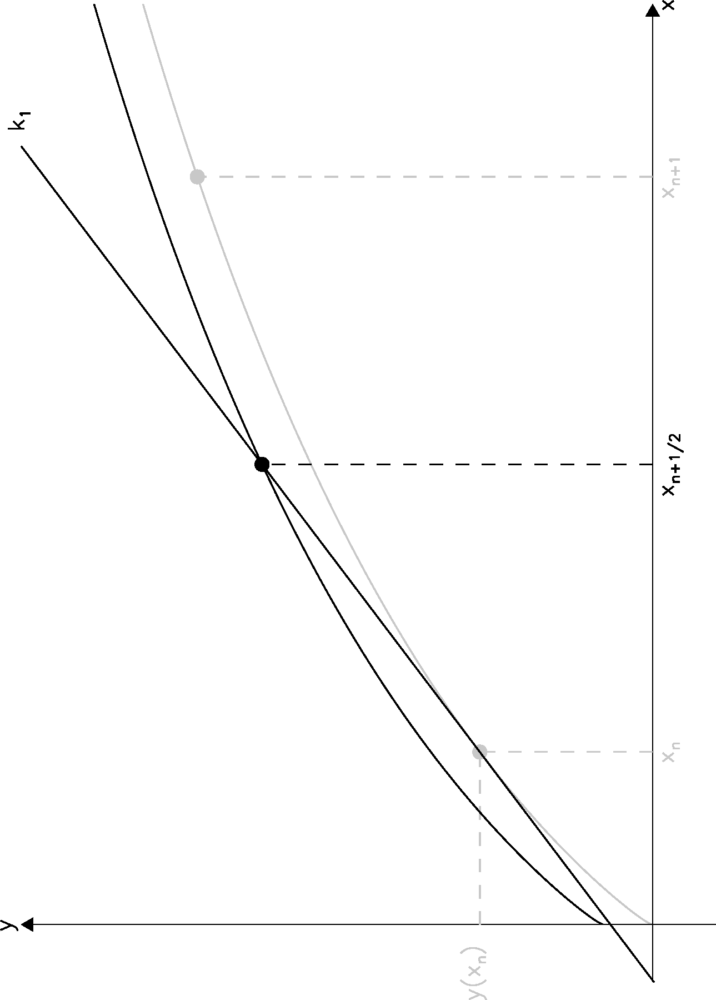 y
k₁
y(xₙ)
xₙ
xₙ₊₁/₂
xₙ₊₁
x